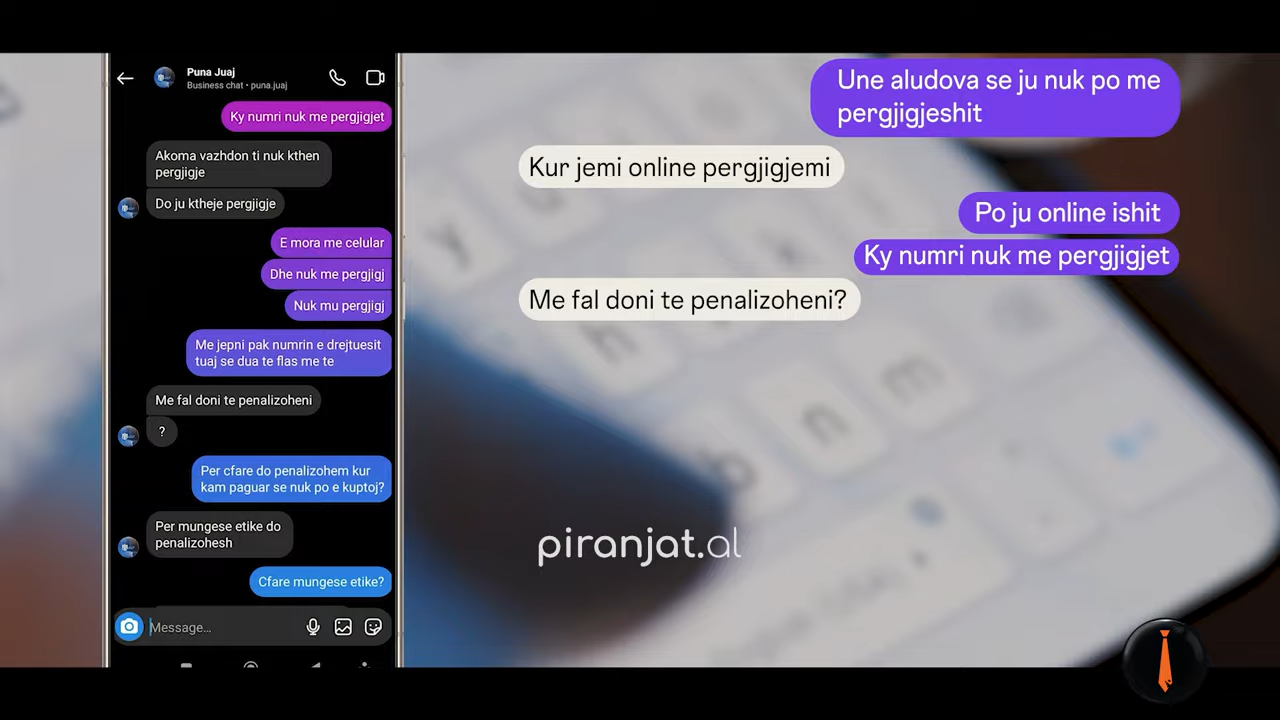 Puna Juaj
Business chat • puna.juaj
Ky numri nuk me pergjigjet
Akoma vazhdon ti nuk kthen
pergjigje
Do ju ktheje pergjigje
E mora me celular
Dhe nuk me pergjigj
Nuk mu pergjigj
Me jepni pak numrin e drejtuesit
tuaj se dua te flas me te
Me fal doni te penalizoheni
?
Per cfare do penalizohem kur
kam paguar se nuk po e kuptoj?
Per mungese etike do
penalizohesh
Cfare mungese etike?
Message...
Une aludova se ju nuk po me
pergjigjeshit
Kur jemi online pergjigjemi
Po ju online ishit
Ky numri nuk me pergjigjet
Me fal doni te penalizoheni?
piranjat.al